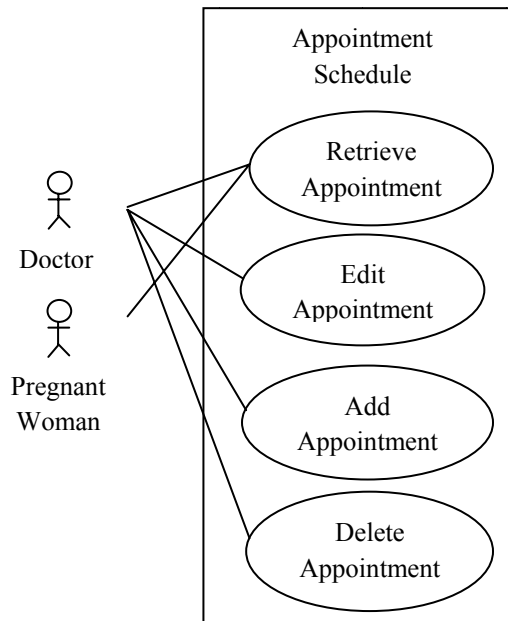 Appointment
Schedule
Retrieve
Appointment
Doctor
Edit
Appointment
Pregnant
Woman
Add
Appointment
Delete
Appointment